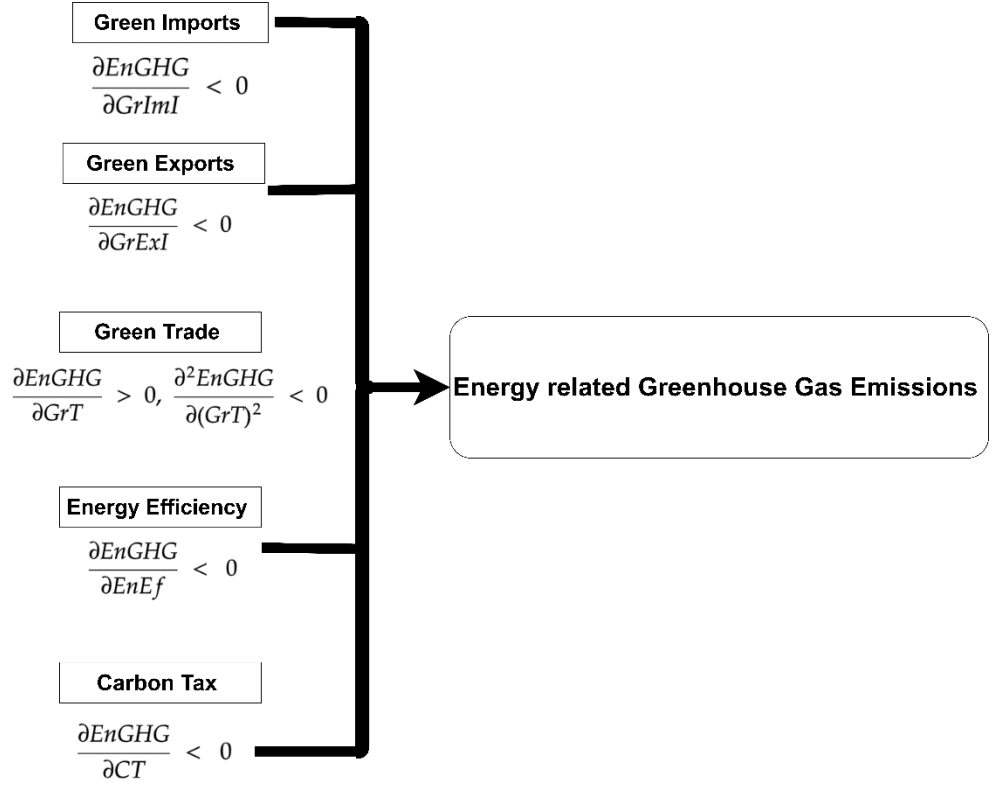 Green Imports
∂EnGHG/∂GrImI < 0
Green Exports
∂EnGHG/∂GrExI < 0
Green Trade
∂EnGHG/∂GrT > 0, ∂²EnGHG/∂(GrT)² < 0
Energy related Greenhouse Gas Emissions
Energy Efficiency
∂EnGHG/∂EnEf < 0
Carbon Tax
∂EnGHG/∂CT < 0